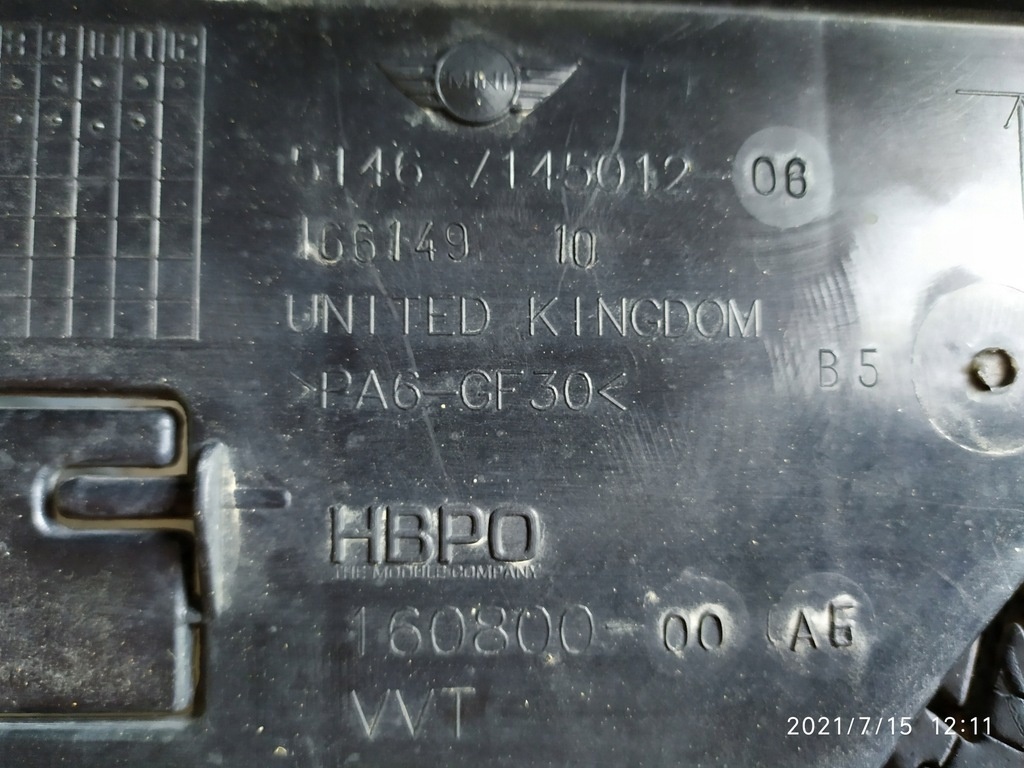 MINI
5146 7145012-06
166149 10
UNITED KINGDOM
>PA6-GF30<
B5
HBPO
THE MODULE COMPANY
160800-00
VVT
2021/7/15 12:11